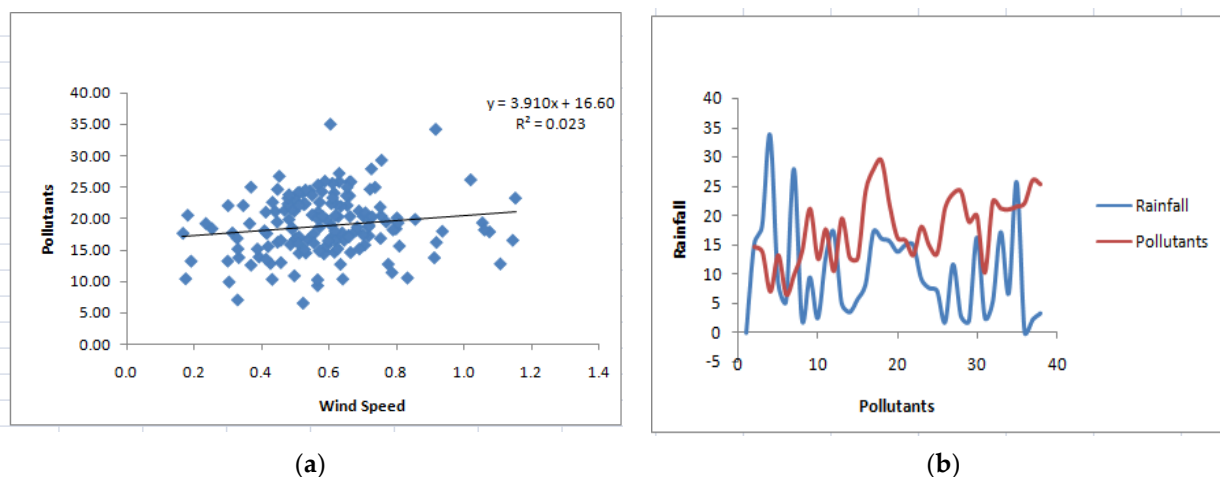 y = 3.910x + 16.60
R² = 0.023
Pollutants
40.00
35.00
30.00
25.00
20.00
15.00
10.00
5.00
0.00
0.0 0.2 0.4 0.6 0.8 1.0 1.2 1.4
Wind Speed
(a)
Rainfall
40
35
30
25
20
15
10
5
0
-5
0 10 20 30 40
Pollutants
Rainfall
Pollutants
(b)